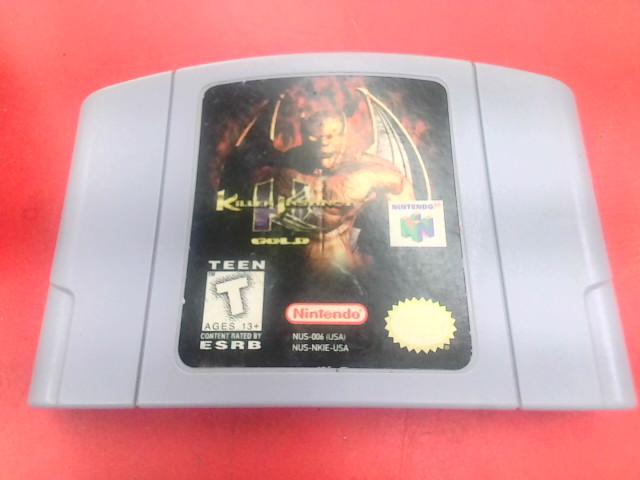 KILLER INSTINCT
GOLD
NINTENDO 64
TEEN
T
AGES 13+
CONTENT RATED BY
ESRB
Nintendo
NUS-006 (USA)
NUS-NKIE-USA